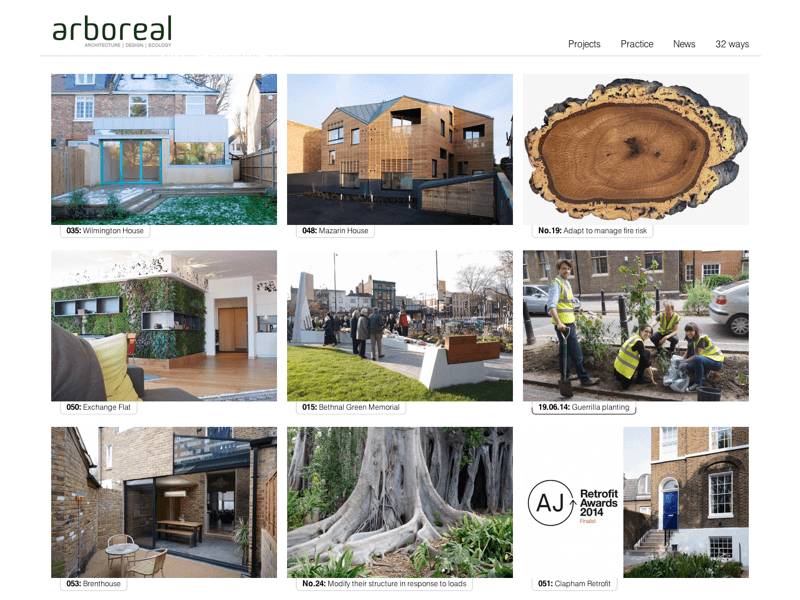 arboreal
ARCHITECTURE | DESIGN | ECOLOGY
Projects Practice News 32 ways
035: Wilmington House
048: Mazarin House
No.19: Adapt to manage fire risk
050: Exchange Flat
015: Bethnal Green Memorial
19.06.14: Guerrilla planting
AJ
Retrofit
Awards
2014
Finalist
053: Brenthouse
No.24: Modify their structure in response to loads
051: Clapham Retrofit